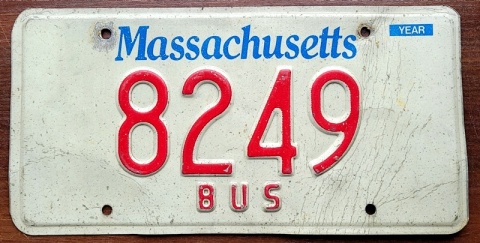 Massachusetts
YEAR
8249
BUS